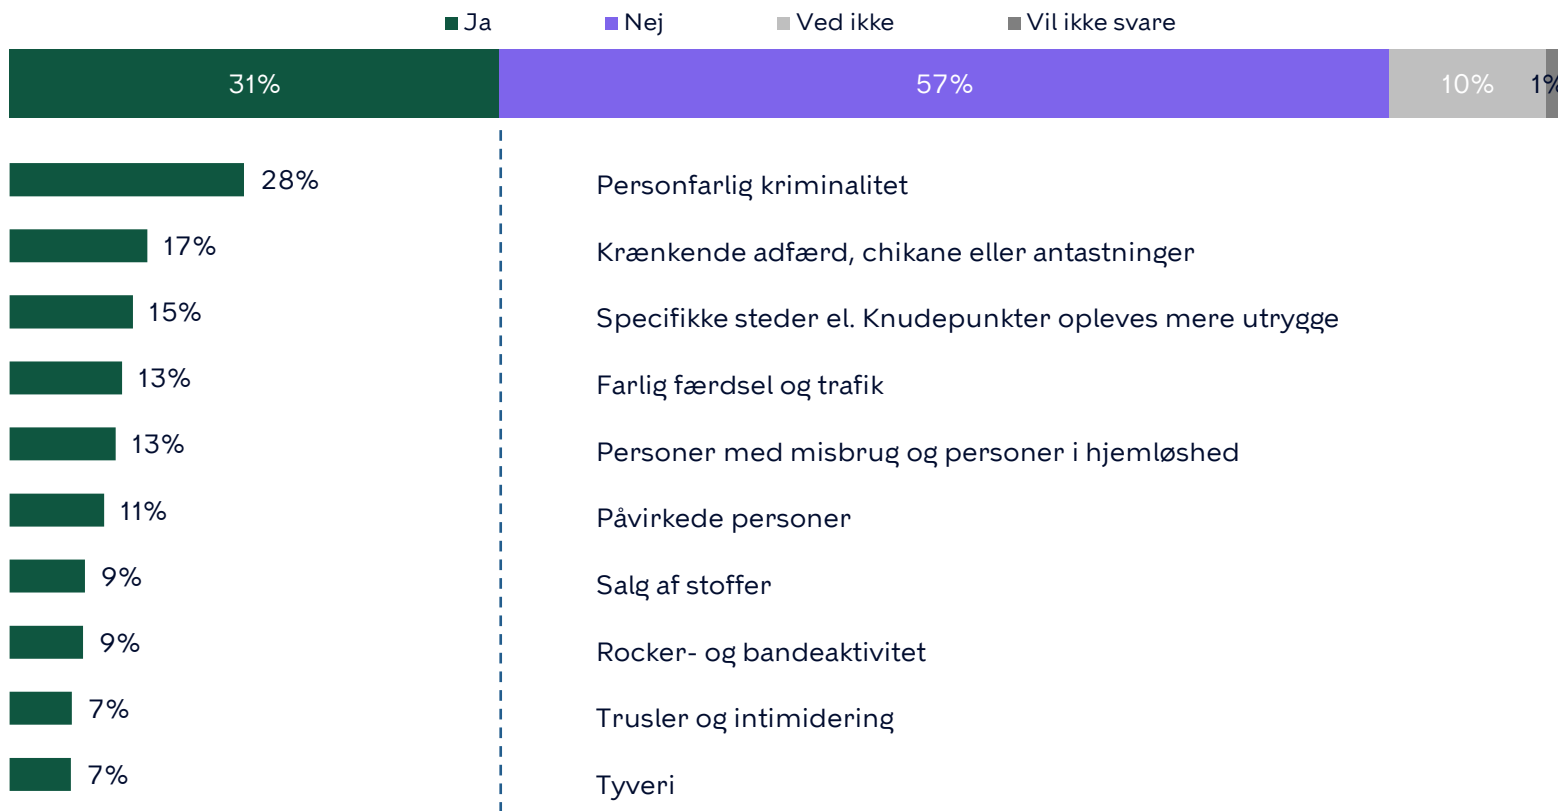 Ja Nej Ved ikke Vil ikke svare
31% 57% 10% 1%
28% Personfarlig kriminalitet
17% Krænkende adfærd, chikane eller antastninger
15% Specifikke steder el. Knudepunkter opleves mere utrygge
13% Farlig færdsel og trafik
13% Personer med misbrug og personer i hjemløshed
11% Påvirkede personer
9% Salg af stoffer
9% Rocker- og bandeaktivitet
7% Trusler og intimidering
7% Tyveri